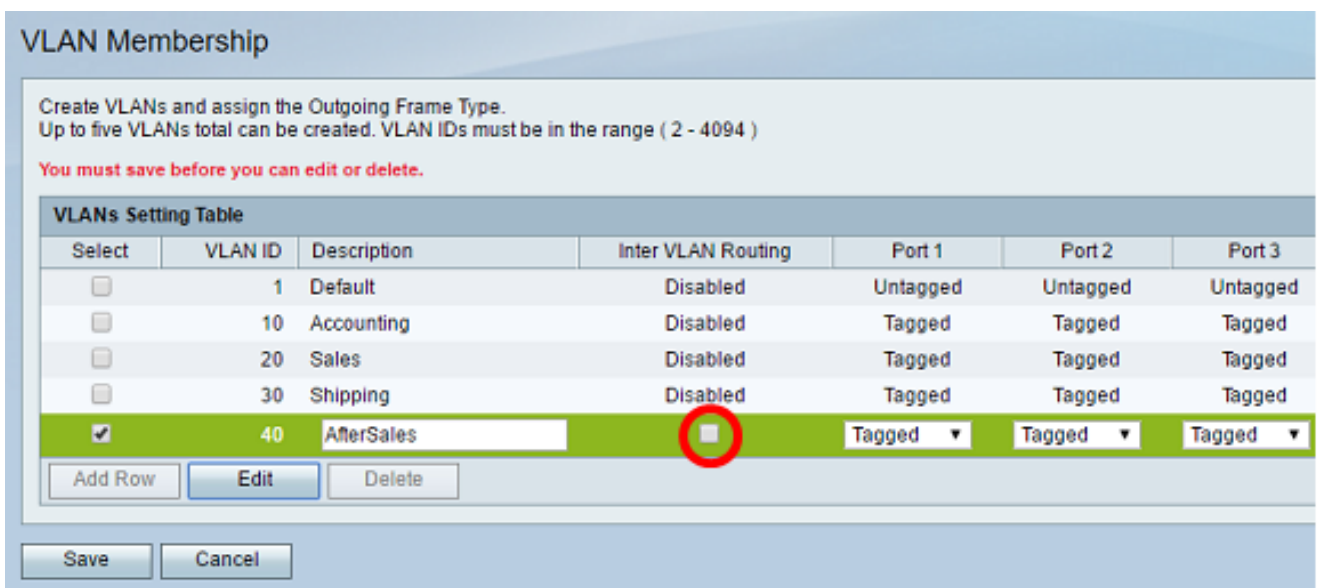 VLAN Membership
Create VLANs and assign the Outgoing Frame Type.
Up to five VLANs total can be created. VLAN IDs must be in the range ( 2 - 4094 )
You must save before you can edit or delete.
VLANs Setting Table
Select VLAN ID Description Inter VLAN Routing Port 1 Port 2 Port 3
1 Default Disabled Untagged Untagged Untagged
10 Accounting Disabled Tagged Tagged Tagged
20 Sales Disabled Tagged Tagged Tagged
30 Shipping Disabled Tagged Tagged Tagged
40 AfterSales Tagged Tagged Tagged
Add Row Edit Delete
Save Cancel